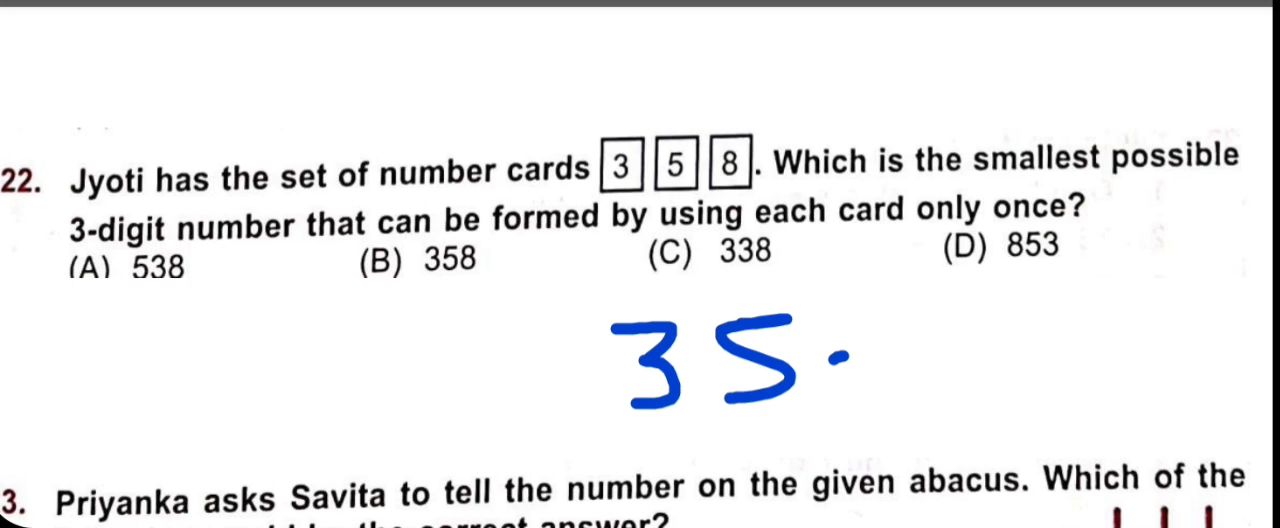 22. Jyoti has the set of number cards 3 5 8. Which is the smallest possible
3-digit number that can be formed by using each card only once?
(A) 538 (B) 358 (C) 338 (D) 853
35.
3. Priyanka asks Savita to tell the number on the given abacus. Which of the
answer?